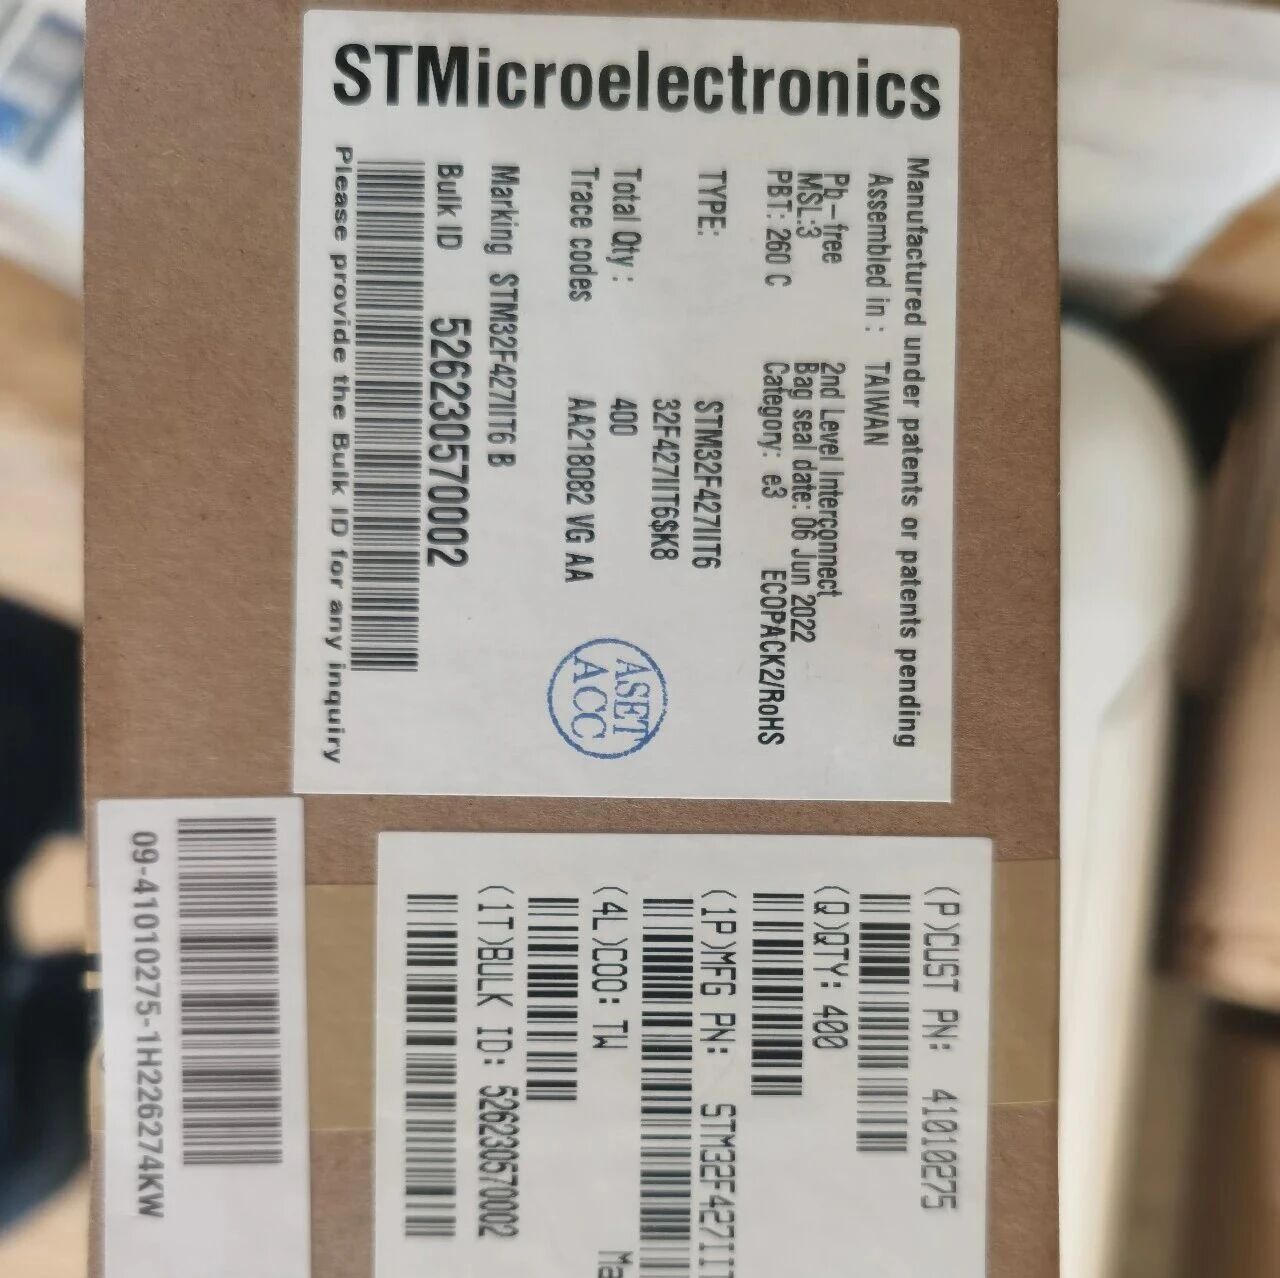 STMicroelectronics
Manufactured under patents or patents pending
Assembled in : TAIWAN
Pb-free 2nd Level Interconnect
MSL:3 Bag seal date: 06 Jun 2022
PBT: 260 C Category: e3 ECOPACK2/RoHS
TYPE: STM32F427IIT6
32F427IIT6$K8
Total Qty : 400
Trace codes AA218082 VG AA
Marking STM32F427IIT6 B
Bulk ID 526230570002
Please provide the Bulk ID for any inquiry
ASET
ACC
(P)CUST PN: 41010275
(Q)QTY: 400
(1P)MFG PN: STM32F427II
(4L)COO: TW
(1T)BULK ID: 526230570002
09-41010275-1H226274KW